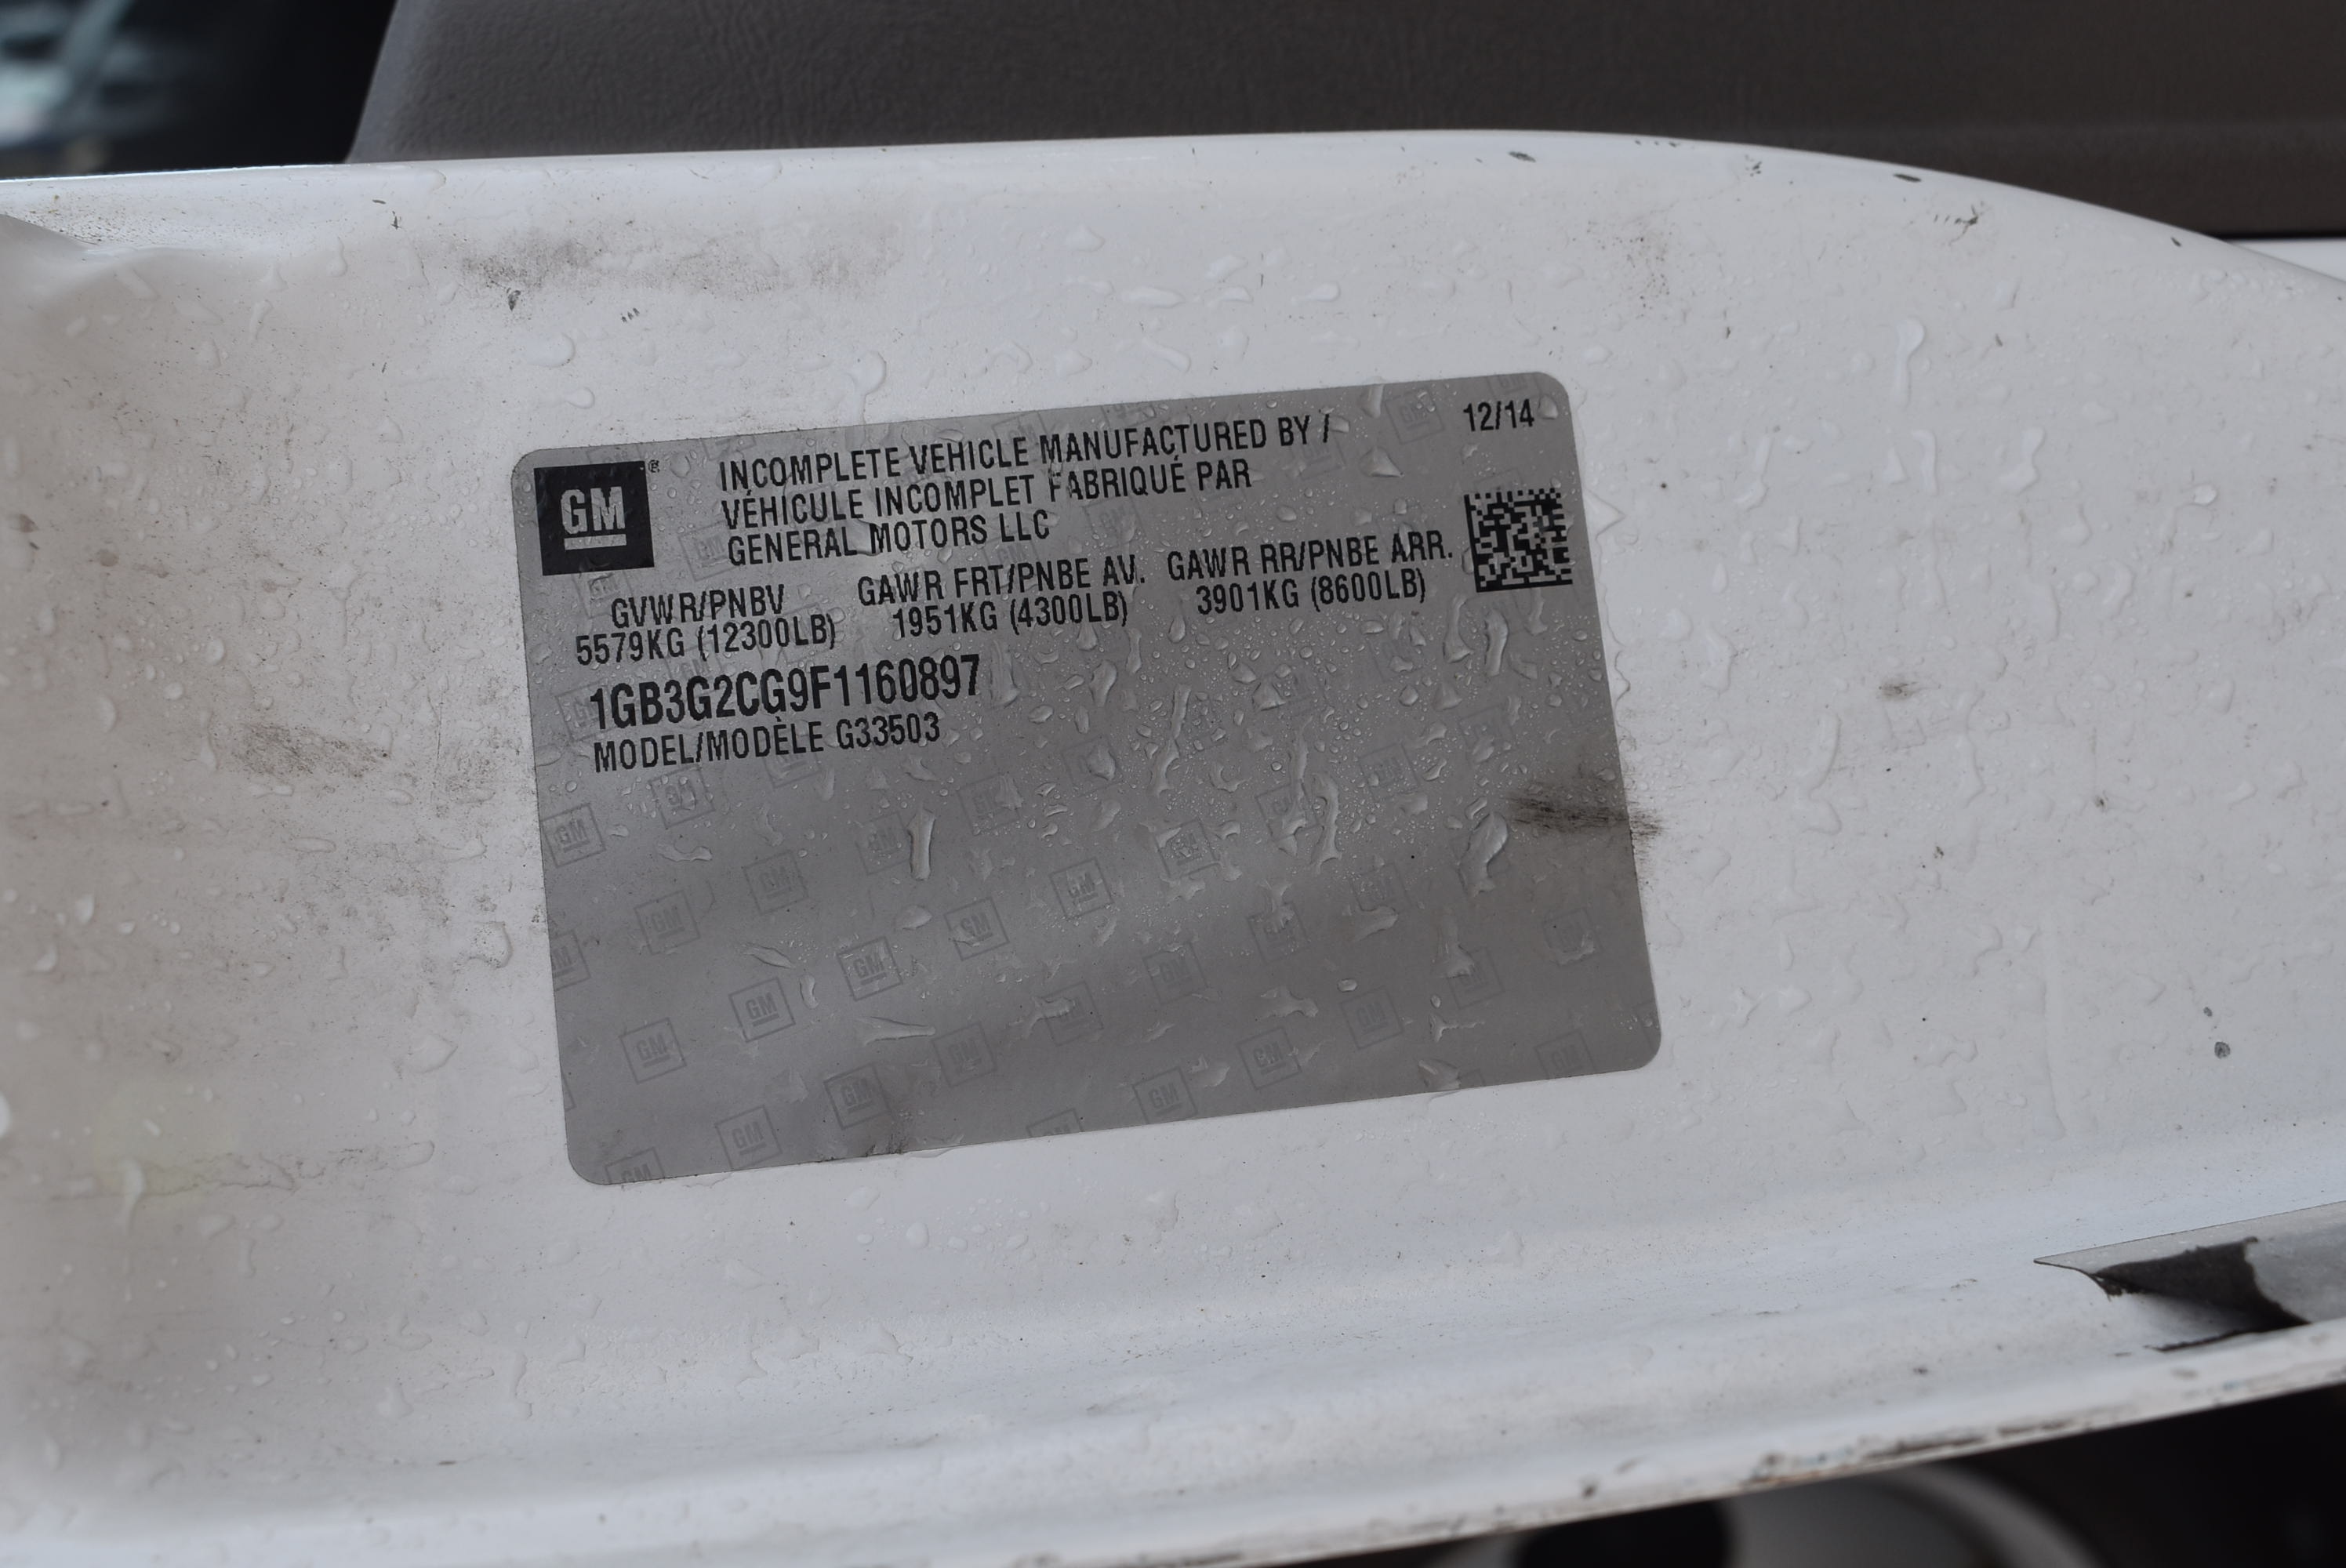 GM®
INCOMPLETE VEHICLE MANUFACTURED BY /
VÉHICULE INCOMPLET FABRIQUÉ PAR
GENERAL MOTORS LLC
12/14
GVWR/PNBV
5579KG (12300LB)
GAWR FRT/PNBE AV.
1951KG (4300LB)
GAWR RR/PNBE ARR.
3901KG (8600LB)
1GB3G2CG9F1160897
MODEL/MODÈLE G33503